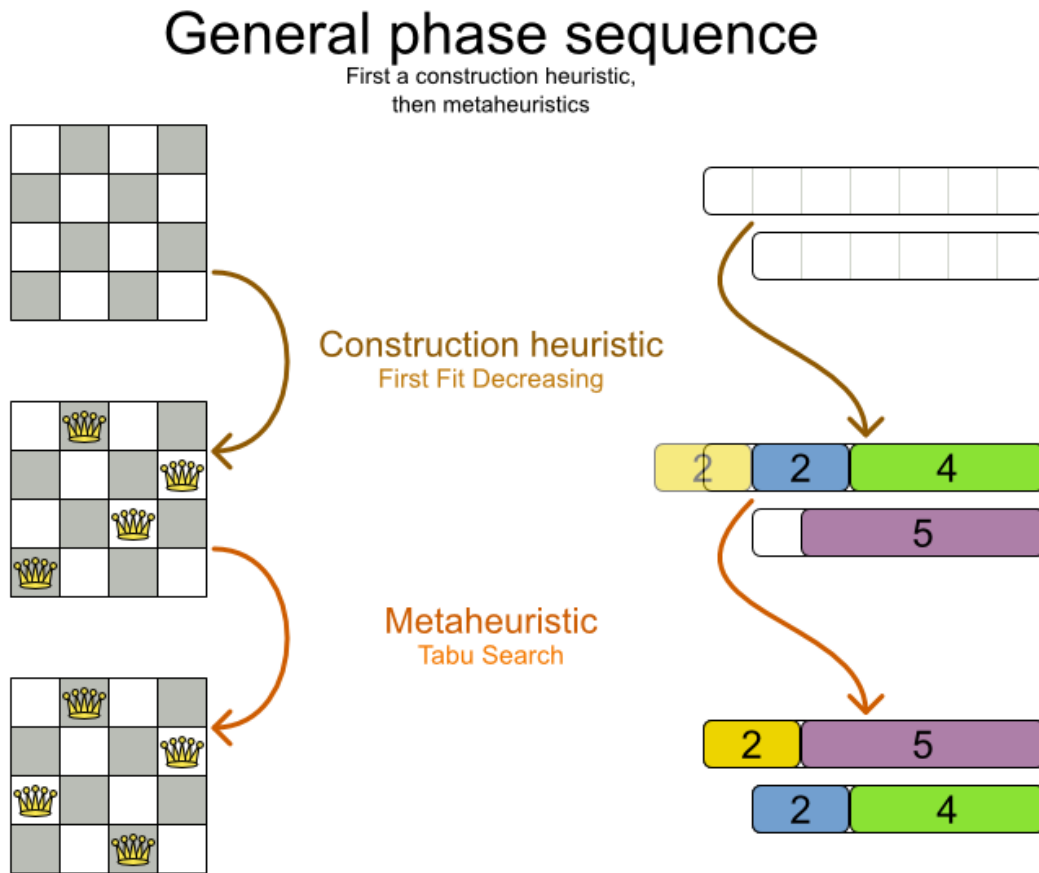 General phase sequence
First a construction heuristic,
then metaheuristics
Construction heuristic
First Fit Decreasing
2 2 4
5
Metaheuristic
Tabu Search
2 5
2 4